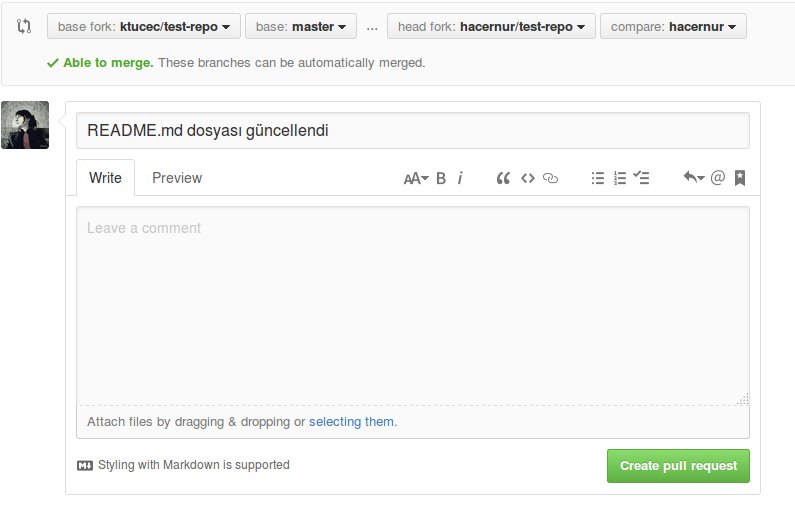 base fork: ktucec/test-repo base: master ... head fork: hacernur/test-repo compare: hacernur
Able to merge. These branches can be automatically merged.
README.md dosyası güncellendi
Write Preview AA B i
Leave a comment
Attach files by dragging & dropping or selecting them.
Styling with Markdown is supported Create pull request